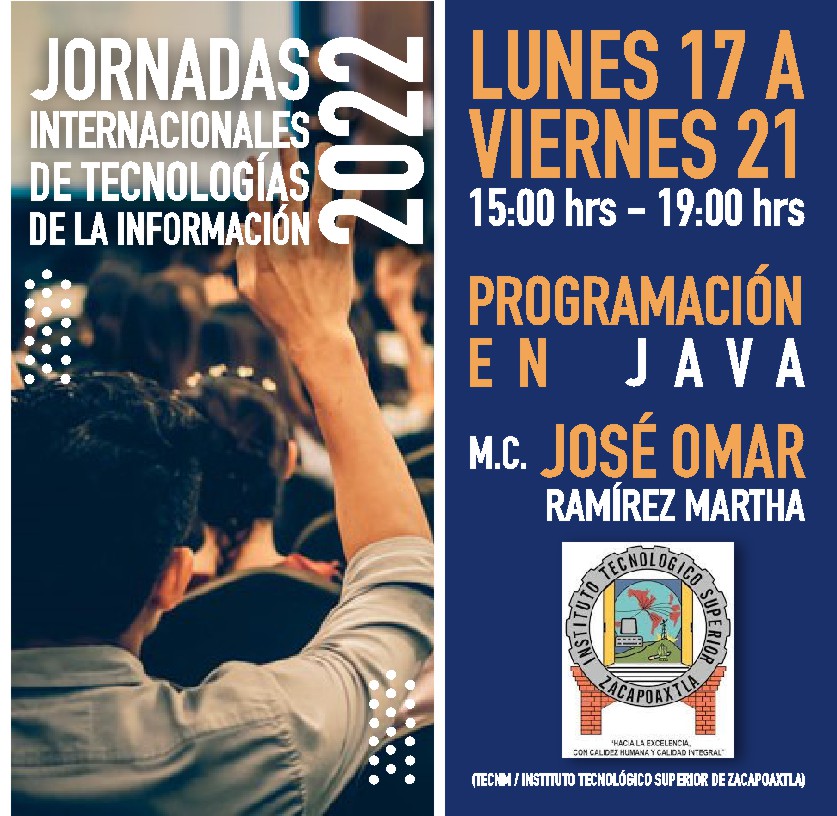 JORNADAS
INTERNACIONALES
DE TECNOLOGÍAS
DE LA INFORMACIÓN
2022
LUNES 17 A
VIERNES 21
15:00 hrs – 19:00 hrs
PROGRAMACIÓN
EN JAVA
M.C. JOSÉ OMAR
RAMÍREZ MARTHA
INSTITUTO TECNOLOGICO SUPERIOR
ZACAPOAXTLA
"HACIA LA EXCELENCIA,
CON CALIDEZ HUMANA Y CALIDAD INTEGRAL"
(TECNM / INSTITUTO TECNOLÓGICO SUPERIOR DE ZACAPOAXTLA)